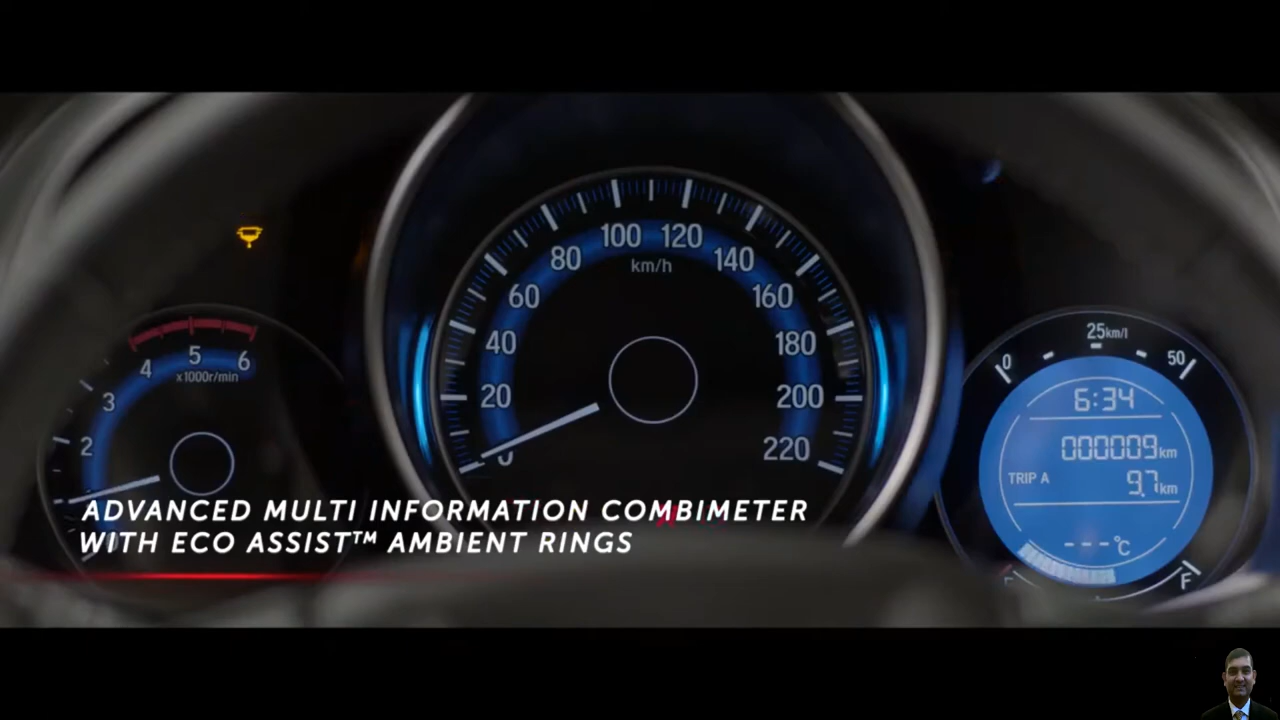 80 100 120 140
km/h
60 160
40 180
20 200
0 220
4 5 6
x1000r/min
3
2
0 25km/l 50
6:34
000009km
TRIP A 9.7km
---°C
F
ADVANCED MULTI INFORMATION COMBIMETER
WITH ECO ASSIST™ AMBIENT RINGS